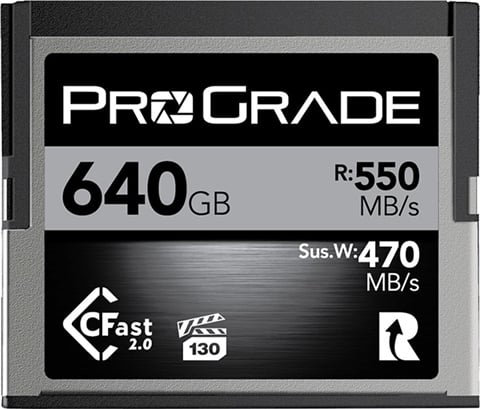 PROGRADE
640GB
R:550
MB/s
Sus.W:470
MB/s
CFast
2.0
130
R